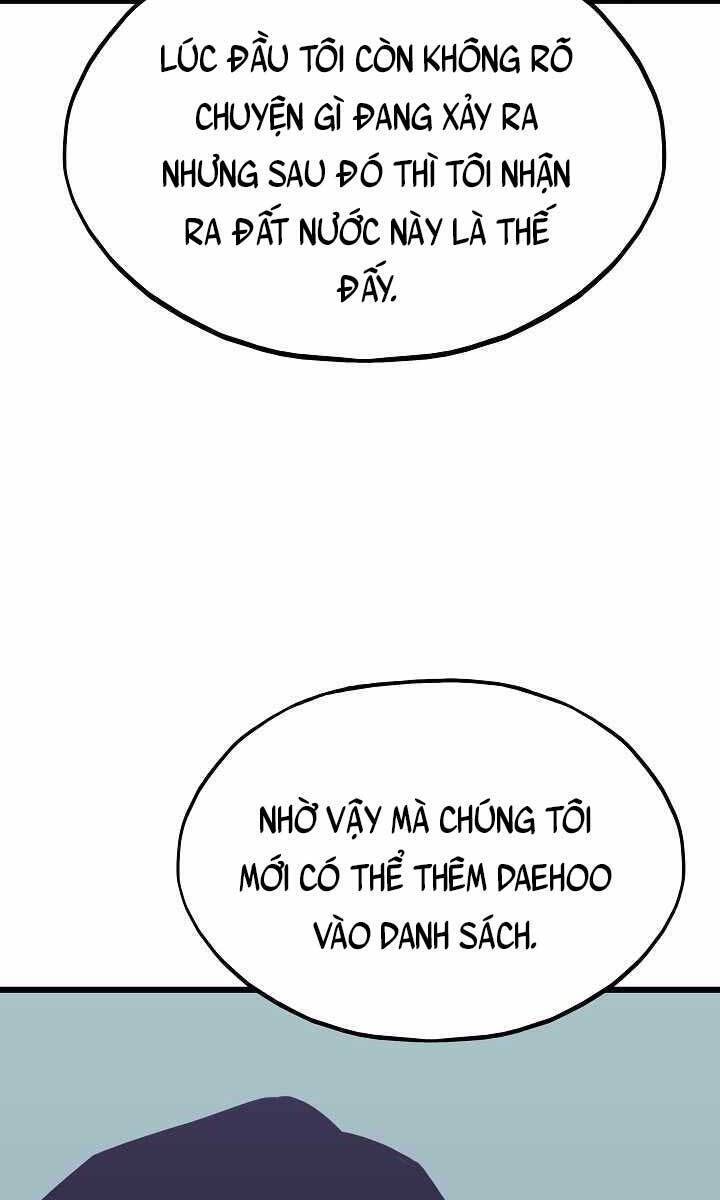 LÚC ĐẦU TÔI CÒN KHÔNG RÕ
CHUYỆN GÌ ĐANG XẢY RA
NHƯNG SAU ĐÓ THÌ TÔI NHẬN
RA ĐẤT NƯỚC NÀY LÀ THẾ
ĐẤY.
NHỜ VẬY MÀ CHÚNG TÔI
MỚI CÓ THỂ THÊM DAEHOO
VÀO DANH SÁCH.